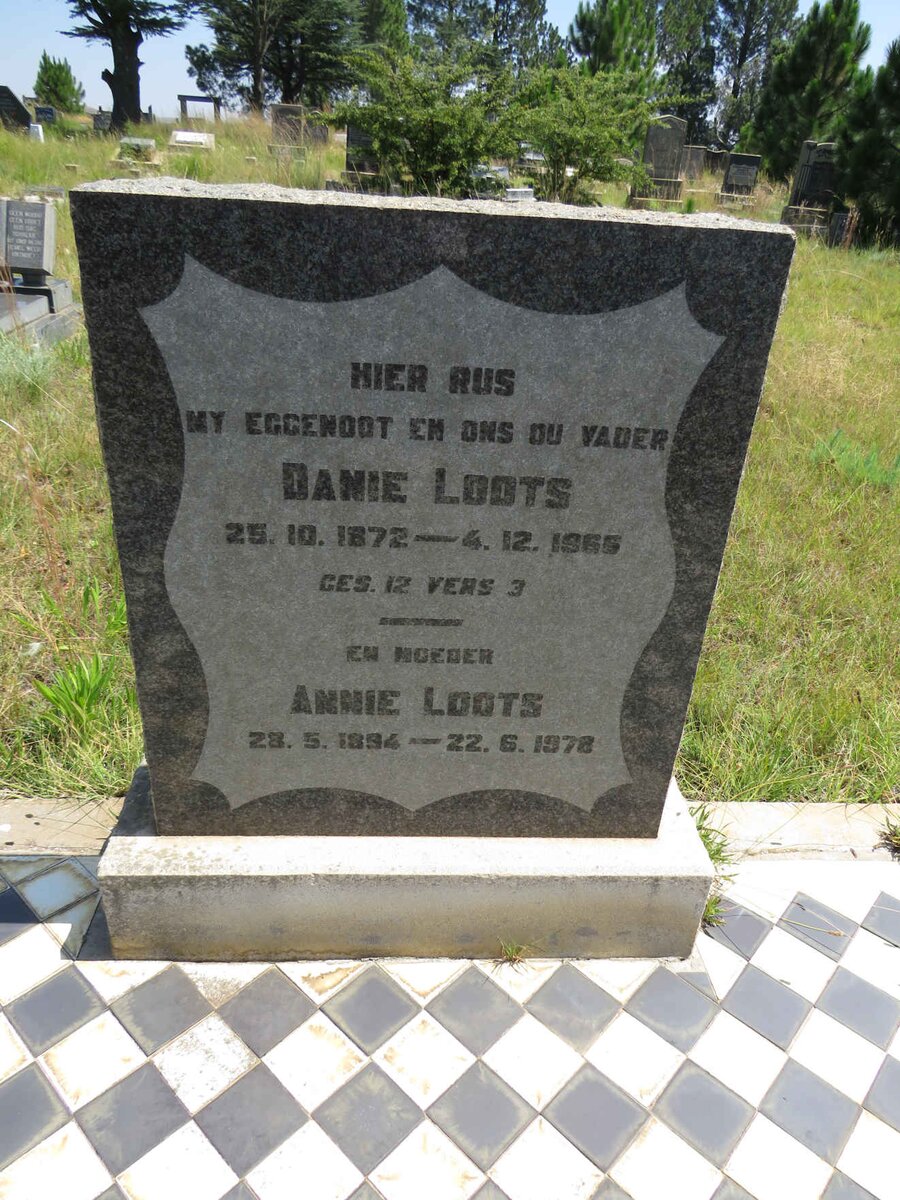 HIER RUS
MY EGGENOOT EN ONS OU VADER
DANIE LOOTS
25. 10. 1872 — 4. 12. 1965
GES. 12 VERS 3
EN MOEDER
ANNIE LOOTS
28. 5. 1894 — 22. 6. 1978